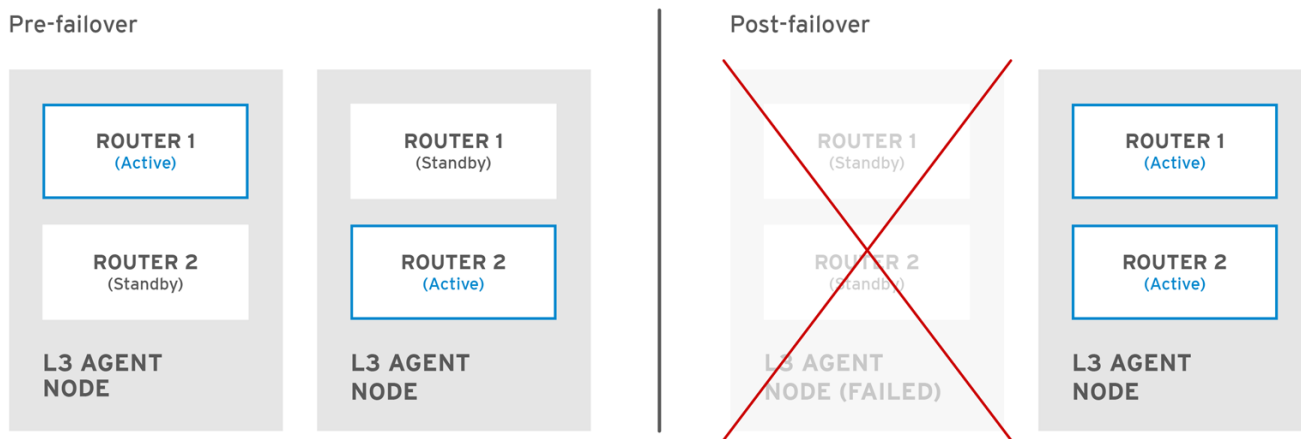 Pre-failover
ROUTER 1
(Active)
ROUTER 2
(Standby)
L3 AGENT
NODE
ROUTER 1
(Standby)
ROUTER 2
(Active)
L3 AGENT
NODE
Post-failover
ROUTER 1
(Standby)
ROUTER 2
(Standby)
L3 AGENT
NODE (FAILED)
ROUTER 1
(Active)
ROUTER 2
(Active)
L3 AGENT
NODE